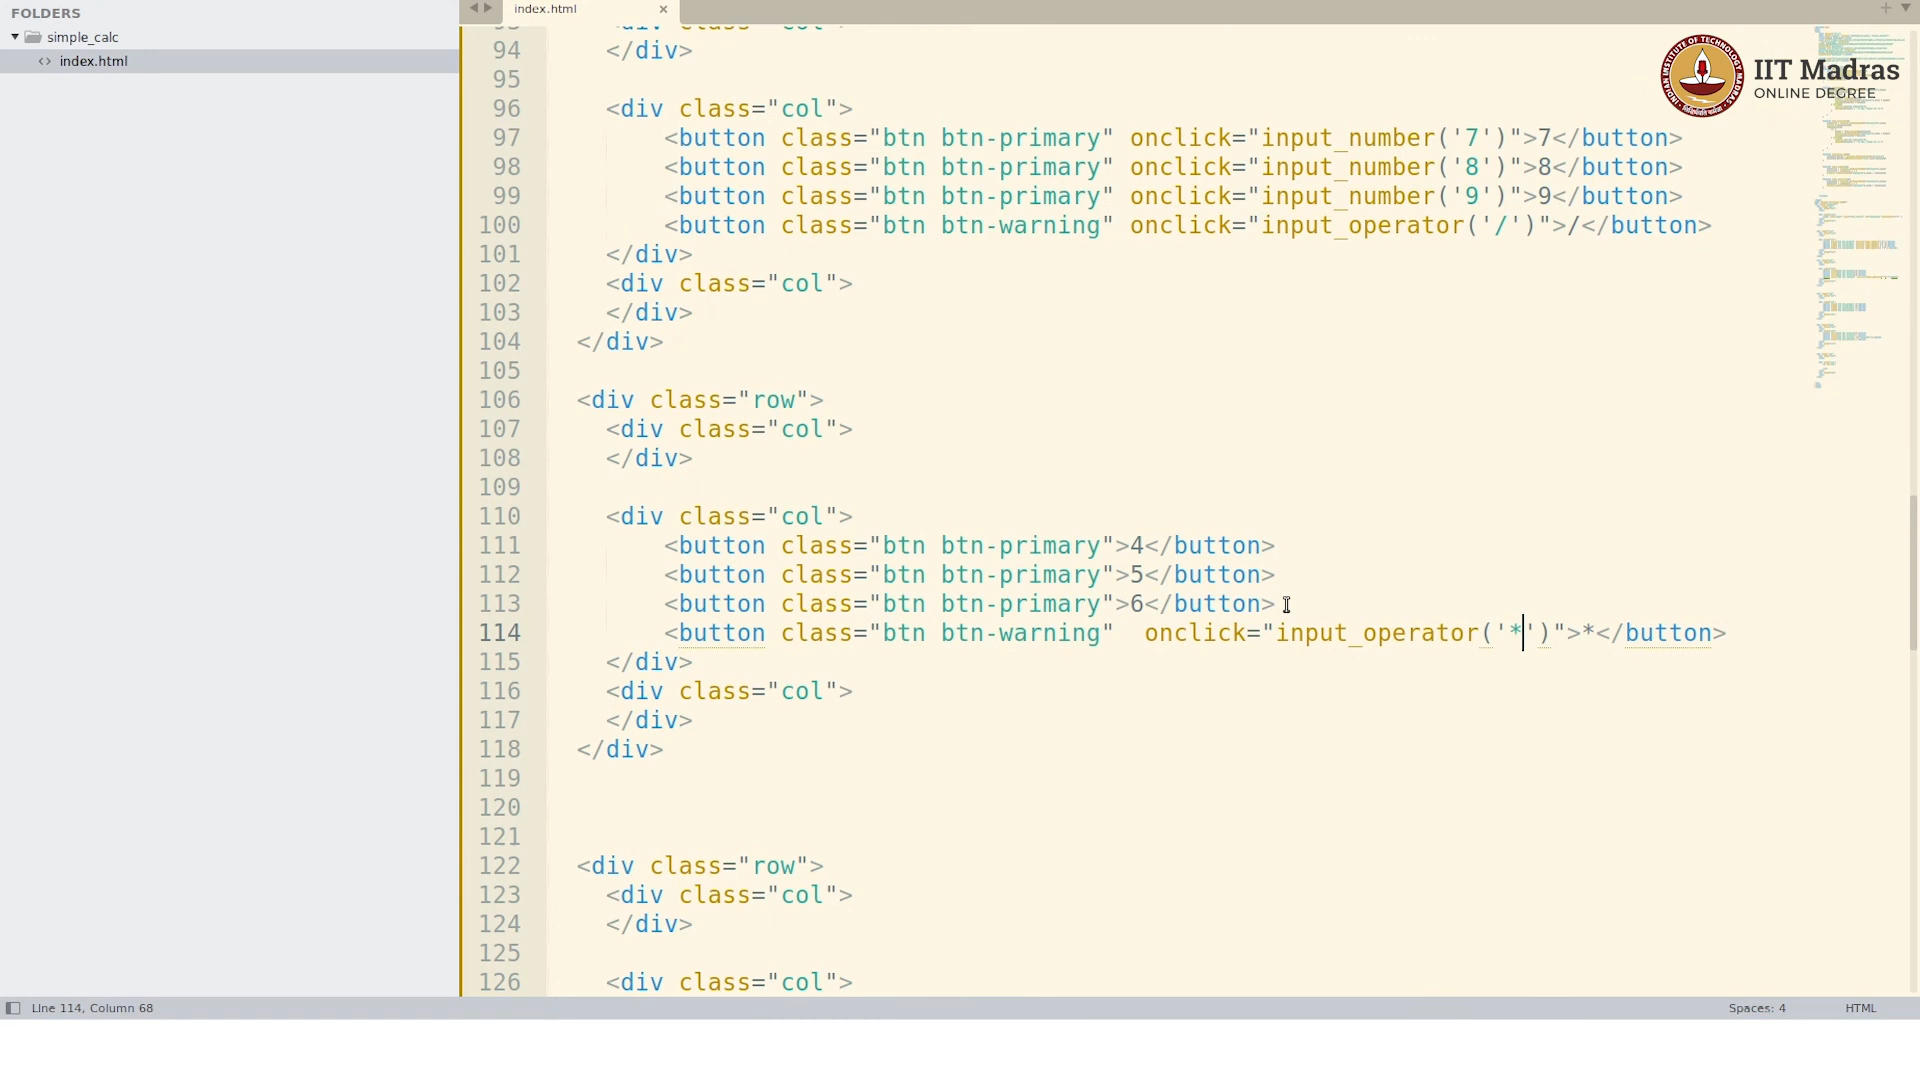 FOLDERS
simple_calc
index.html
index.html
94 </div>
95
96 <div class="col">
97 <button class="btn btn-primary" onclick="input_number('7')">7</button>
98 <button class="btn btn-primary" onclick="input_number('8')">8</button>
99 <button class="btn btn-primary" onclick="input_number('9')">9</button>
100 <button class="btn btn-warning" onclick="input_operator('/')">/</button>
101 </div>
102 <div class="col">
103 </div>
104 </div>
105
106 <div class="row">
107 <div class="col">
108 </div>
109
110 <div class="col">
111 <button class="btn btn-primary">4</button>
112 <button class="btn btn-primary">5</button>
113 <button class="btn btn-primary">6</button>
114 <button class="btn btn-warning"  onclick="input_operator('*')">*</button>
115 </div>
116 <div class="col">
117 </div>
118 </div>
119
120
121
122 <div class="row">
123 <div class="col">
124 </div>
125
126 <div class="col">
IIT Madras
ONLINE DEGREE
Line 114, Column 68
Spaces: 4
HTML